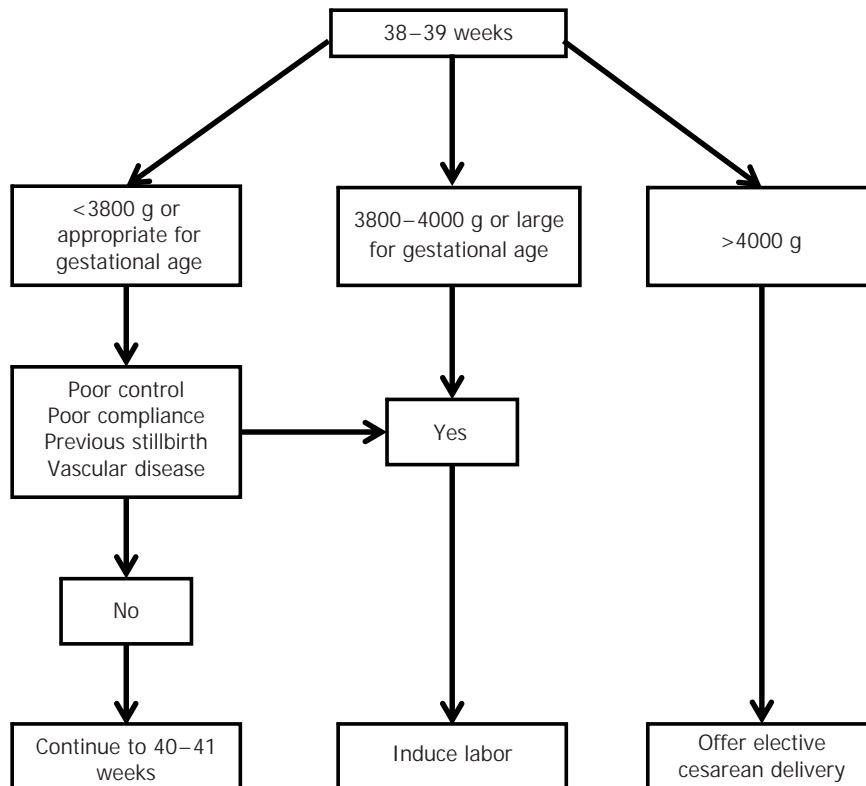 38–39 weeks
<3800 g or
appropriate for
gestational age
3800–4000 g or large
for gestational age
>4000 g
Poor control
Poor compliance
Previous stillbirth
Vascular disease
Yes
No
Continue to 40–41
weeks
Induce labor
Offer elective
cesarean delivery